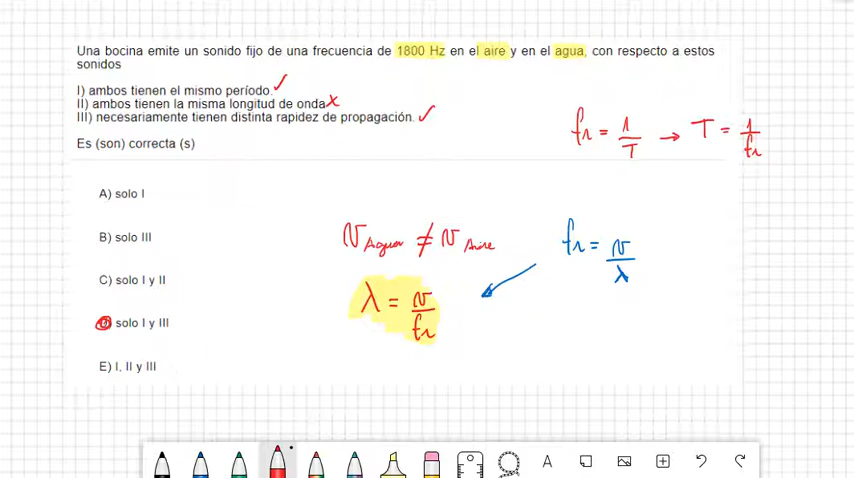 Una bocina emite un sonido fijo de una frecuencia de 1800 Hz en el aire y en el agua, con respecto a estos
sonidos
I) ambos tienen el mismo período. ✓
II) ambos tienen la misma longitud de onda x
III) necesariamente tienen distinta rapidez de propagación. ✓
fr = 1/T → T = 1/fr
Es (son) correcta (s)
A) solo I
B) solo III
v Agua ≠ v Aire
fr = v/λ
C) solo I y II
λ = v/fr
D) solo I y III
E) I, II y III
A